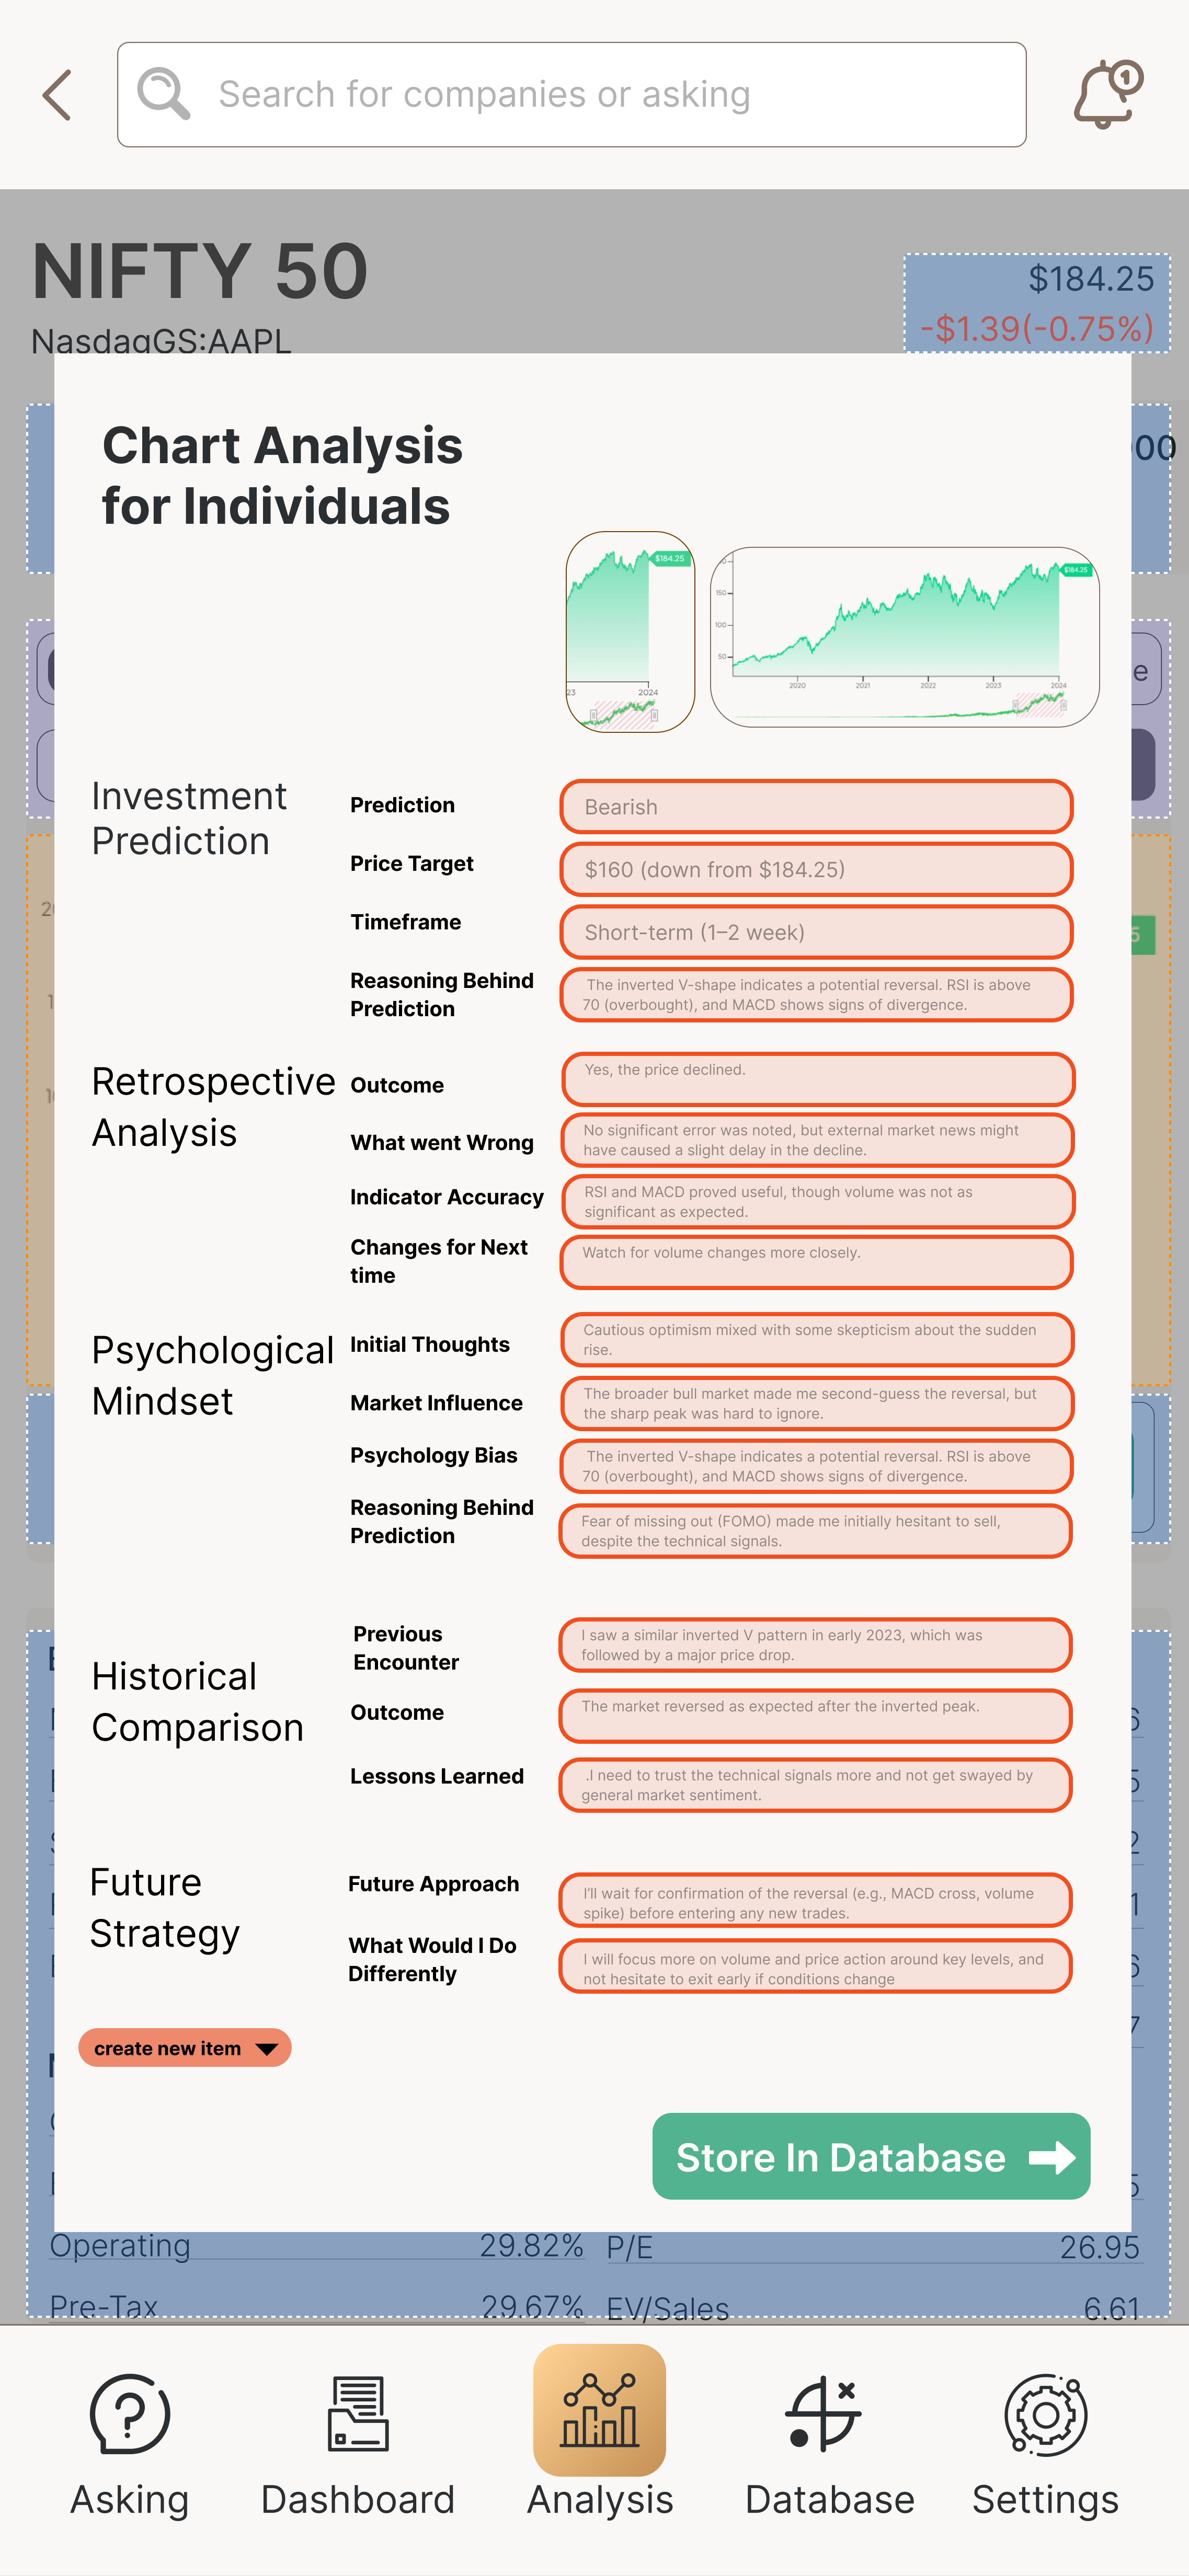 Search for companies or asking
1
NIFTY 50
$184.25
-$1.39(-0.75%)
NasdaqGS:AAPL
000
Chart Analysis
for Individuals
$184.25
23
2024
$184.25
150
100
50
2020
2021
2022
2023
2024
e
Investment
Prediction
Prediction
Bearish
Price Target
$160 (down from $184.25)
Timeframe
Short-term (1–2 week)
Reasoning Behind
Prediction
The inverted V-shape indicates a potential reversal. RSI is above
70 (overbought), and MACD shows signs of divergence.
Retrospective
Analysis
Outcome
Yes, the price declined.
What went Wrong
No significant error was noted, but external market news might
have caused a slight delay in the decline.
Indicator Accuracy
RSI and MACD proved useful, though volume was not as
significant as expected.
Changes for Next
time
Watch for volume changes more closely.
Psychological
Mindset
Initial Thoughts
Cautious optimism mixed with some skepticism about the sudden
rise.
Market Influence
The broader bull market made me second-guess the reversal, but
the sharp peak was hard to ignore.
Psychology Bias
The inverted V-shape indicates a potential reversal. RSI is above
70 (overbought), and MACD shows signs of divergence.
Reasoning Behind
Prediction
Fear of missing out (FOMO) made me initially hesitant to sell,
despite the technical signals.
Historical
Comparison
Previous
Encounter
I saw a similar inverted V pattern in early 2023, which was
followed by a major price drop.
Outcome
The market reversed as expected after the inverted peak.
Lessons Learned
.I need to trust the technical signals more and not get swayed by
general market sentiment.
Future
Strategy
Future Approach
I'll wait for confirmation of the reversal (e.g., MACD cross, volume
spike) before entering any new trades.
What Would I Do
Differently
I will focus more on volume and price action around key levels, and
not hesitate to exit early if conditions change
create new item
Store In Database
Operating 29.82% P/E 26.95
Pre-Tax 29.67% EV/Sales 6.61
Asking
Dashboard
Analysis
Database
Settings